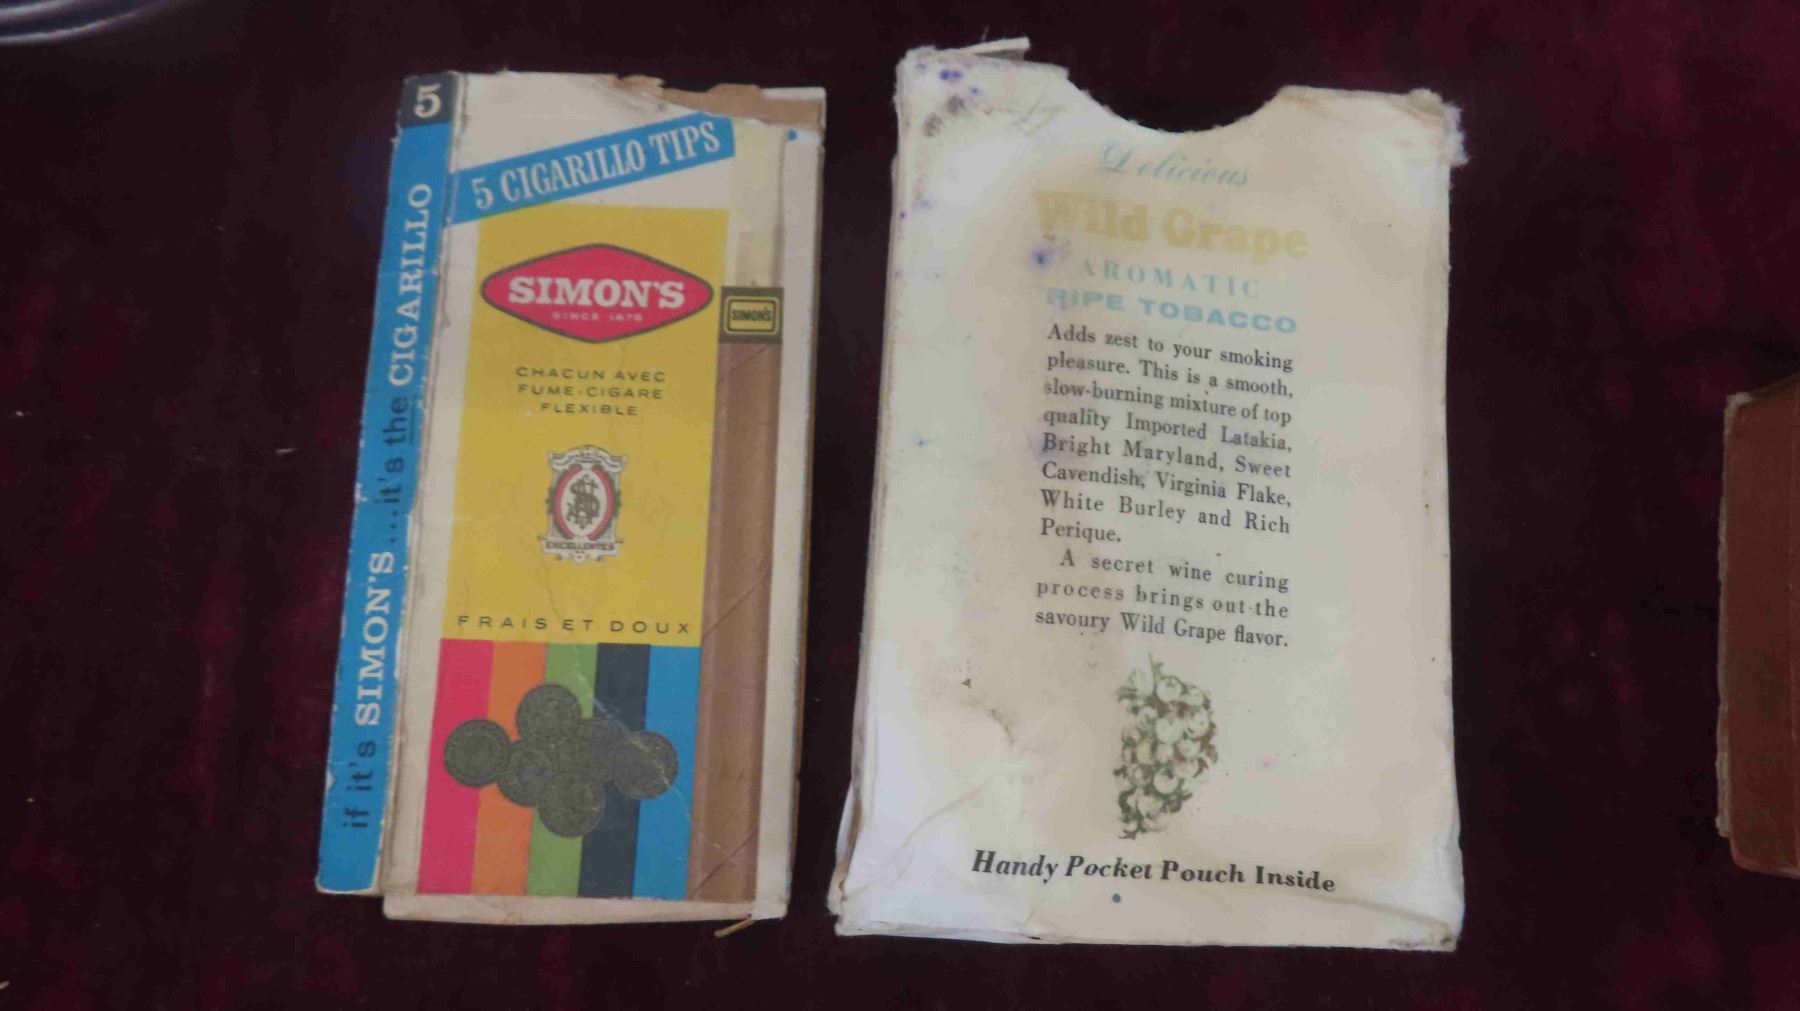 5
if it's SIMON'S ...it's the CIGARILLO
5 CIGARILLO TIPS
SIMON'S
SINCE 1870
SIMON'S
CHACUN AVEC
FUME-CIGARE
FLEXIBLE
EXCELLENTES
FRAIS ET DOUX
Delicious
Wild Grape
AROMATIC
RIPE TOBACCO
Adds zest to your smoking
pleasure. This is a smooth,
slow-burning mixture of top
quality Imported Latakia,
Bright Maryland, Sweet
Cavendish, Virginia Flake,
White Burley and Rich
Perique.
A secret wine curing
process brings out the
savoury Wild Grape flavor.
Handy Pocket Pouch Inside